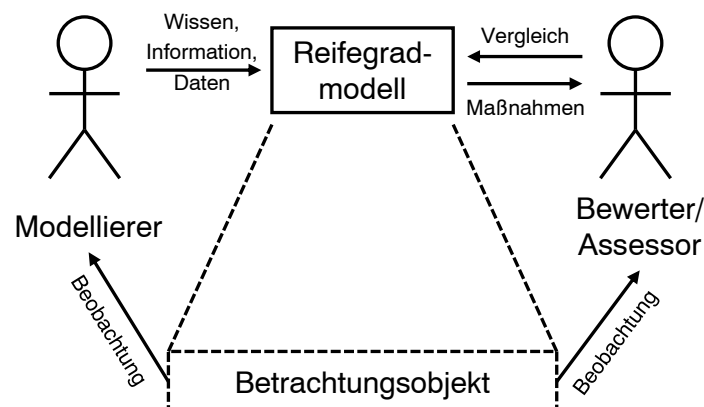 Wissen,
Information,
Daten
Reifegrad-
modell
Vergleich
Maßnahmen
Modellierer
Bewerter/
Assessor
Beobachtung
Beobachtung
Betrachtungsobjekt